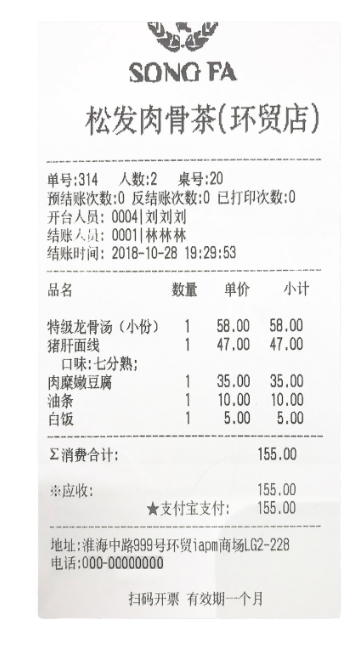 SONG FA
松发肉骨茶(环贸店)
单号:314 人数:2 桌号:20
预结账次数:0 反结账次数:0 已打印次数:0
开台人员: 0004|刘刘刘
结账人员: 0001|林林林
结账时间: 2018-10-28 19:29:53
品名 数量 单价 小计
特级龙骨汤（小份） 1 58.00 58.00
猪肝面线 1 47.00 47.00
口味:七分熟;
肉糜嫩豆腐 1 35.00 35.00
油条 1 10.00 10.00
白饭 1 5.00 5.00
Σ消费合计: 155.00
※应收: 155.00
★支付宝支付: 155.00
地址:淮海中路999号环贸iapm商场LG2-228
电话:000-00000000
扫码开票 有效期一个月